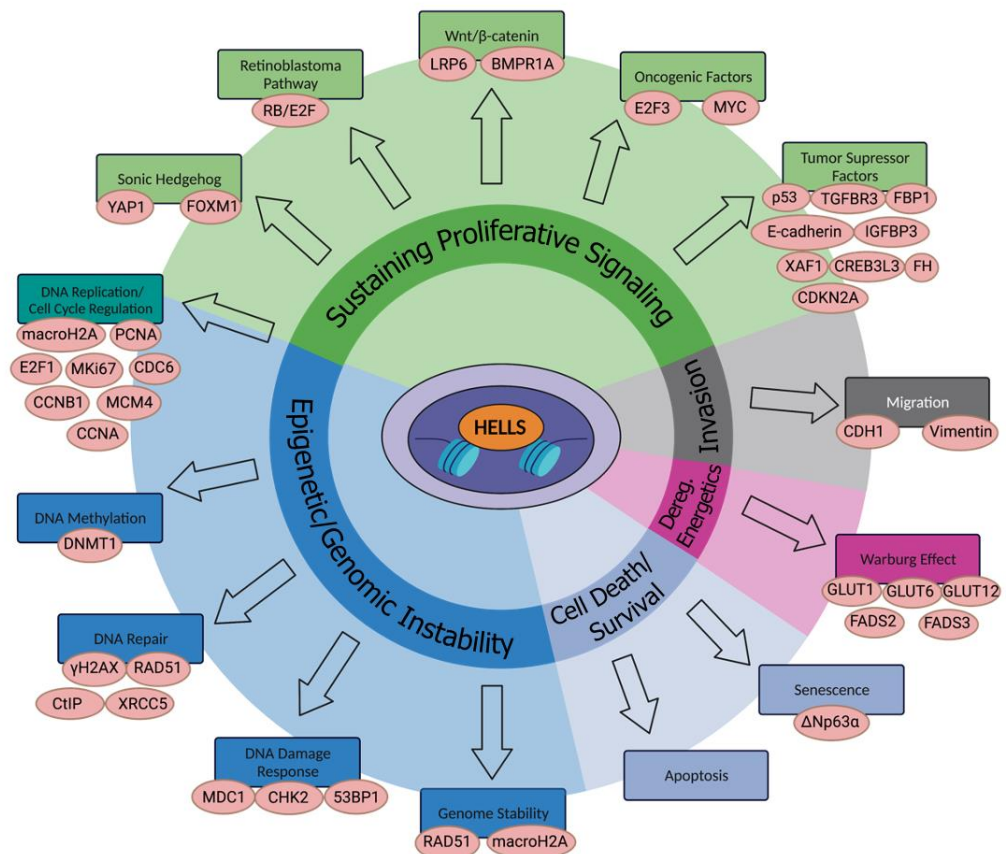 Wnt/β-catenin
LRP6 BMPR1A
Retinoblastoma
Pathway
RB/E2F
Oncogenic Factors
E2F3 MYC
Sonic Hedgehog
YAP1 FOXM1
Tumor Supressor
Factors
p53 TGFBR3 FBP1
E-cadherin IGFBP3
XAF1 CREB3L3 FH
CDKN2A
Sustaining Proliferative Signaling
DNA Replication/
Cell Cycle Regulation
macroH2A PCNA
E2F1 MKi67 CDC6
CCNB1 MCM4
CCNA
Invasion
Migration
CDH1 Vimentin
HELLS
Epigenetic/Genomic Instability
Dereg.
Energetics
DNA Methylation
DNMT1
Warburg Effect
GLUT1 GLUT6 GLUT12
FADS2 FADS3
Cell Death/
Survival
DNA Repair
γH2AX RAD51
CtIP XRCC5
Senescence
ΔNp63α
DNA Damage
Response
MDC1 CHK2 53BP1
Apoptosis
Genome Stability
RAD51 macroH2A